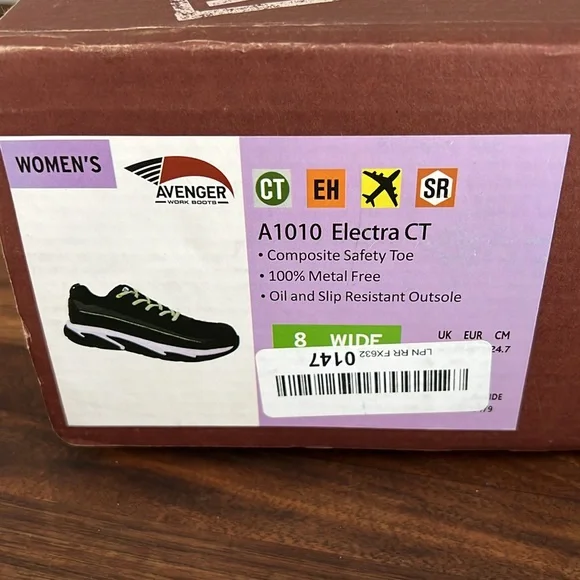 WOMEN'S
AVENGER
WORK BOOTS
CT EH SR
A1010 Electra CT
• Composite Safety Toe
• 100% Metal Free
• Oil and Slip Resistant Outsole
8 WIDE
UK EUR CM
24.7
LPN RR FX632 0147